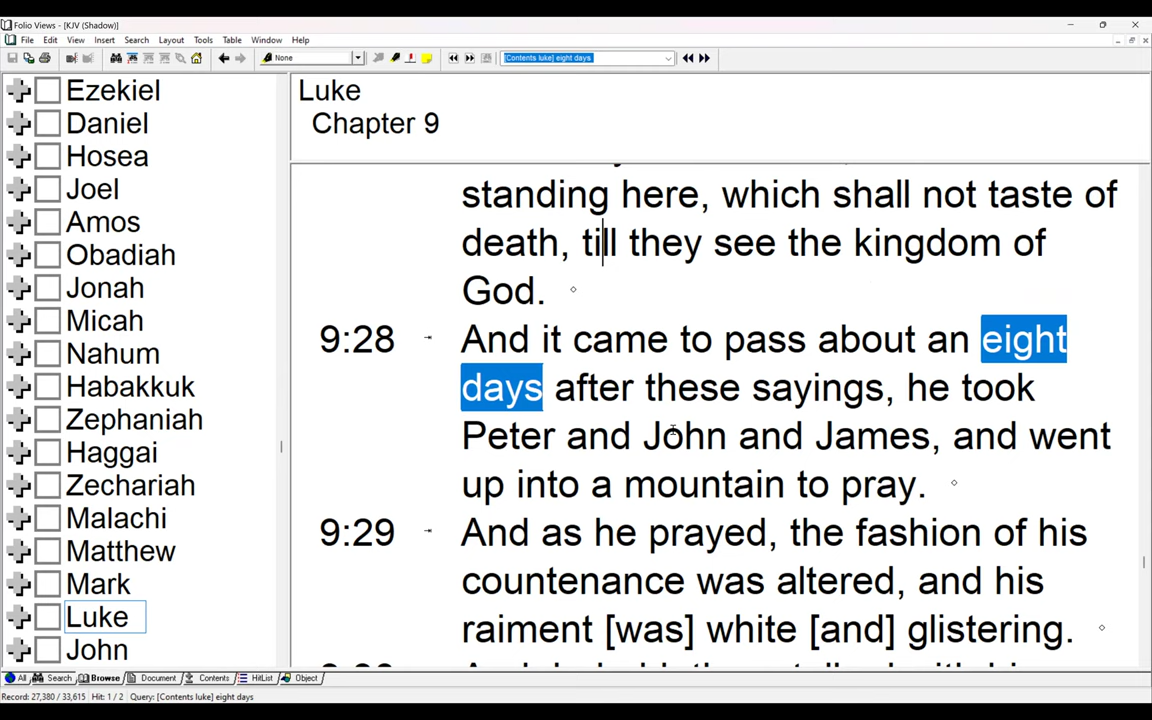 Folio Views - [KJV (Shadow)]
File Edit View Insert Search Layout Tools Table Window Help
None
[Contents luke] eight days
Ezekiel
Daniel
Hosea
Joel
Amos
Obadiah
Jonah
Micah
Nahum
Habakkuk
Zephaniah
Haggai
Zechariah
Malachi
Matthew
Mark
Luke
John
Luke
Chapter 9
standing here, which shall not taste of
death, till they see the kingdom of
God.
9:28 And it came to pass about an eight
days after these sayings, he took
Peter and John and James, and went
up into a mountain to pray.
9:29 And as he prayed, the fashion of his
countenance was altered, and his
raiment [was] white [and] glistering.
All Search Browse Document Contents HitList Object
Record: 27,380 / 33,615 Hit: 1 / 2 Query: [Contents luke] eight days